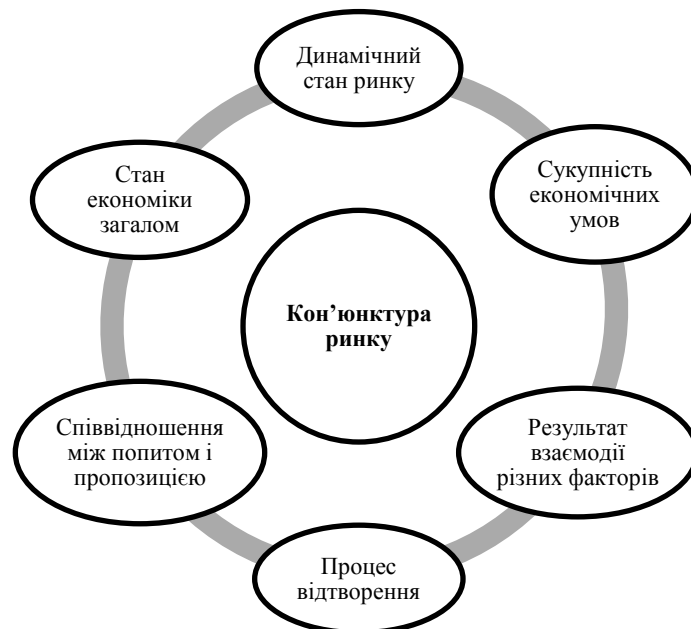 Динамічний
стан ринку
Сукупність
економічних
умов
Результат
взаємодії
різних факторів
Процес
відтворення
Співвідношення
між попитом і
пропозицією
Стан
економіки
загалом
Кон’юнктура
ринку